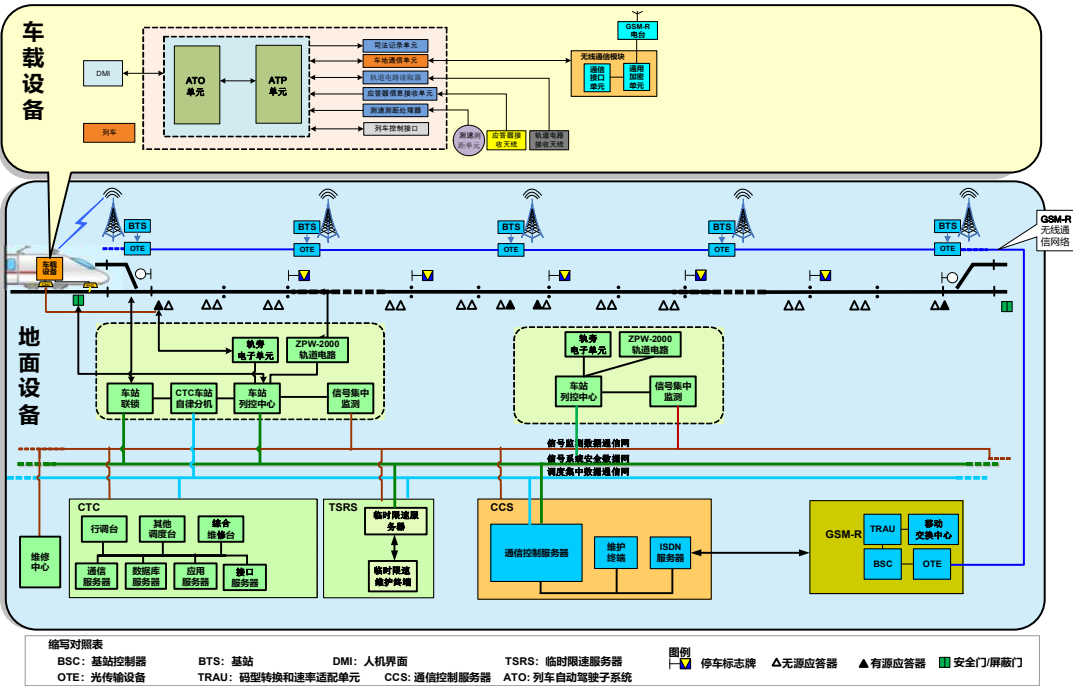 车载设备
GSM-R
电台
司法记录单元
车地通信单元
轨道电路读取器
应答器信息接收单元
测速测距处理器
列车控制接口
无线通信模块
通信
接口
单元
通用
加密
单元
DMI
ATO
单元
ATP
单元
列车
测速测
距单元
应答器接
收天线
轨道电路
接收天线
BTS
BTS
BTS
BTS
BTS
OTE
OTE
OTE
OTE
OTE
GSM-R
无线通
信网络
车载
设备
地面设备
轨旁
电子单元
ZPW-2000
轨道电路
车站
联锁
CTC车站
自律分机
车站
列控中心
信号集中
监测
轨旁
电子单元
ZPW-2000
轨道电路
车站
列控中心
信号集中
监测
信号监测数据通信网
信号系统安全数据网
调度集中数据通信网
维修
中心
CTC
行调台
其他
调度台
综合
维修台
通信
服务器
数据库
服务器
应用
服务器
接口
服务器
TSRS
临时限速服
务器
临时限速
维护终端
CCS
通信控制服务器
维护
终端
ISDN
服务器
GSM-R
TRAU
移动
交换中心
BSC
OTE
缩写对照表
BSC：基站控制器
BTS：基站
DMI：人机界面
TSRS：临时限速服务器
OTE：光传输设备
TRAU：码型转换和速率适配单元
CCS: 通信控制服务器
ATO: 列车自动驾驶子系统
图例
停车标志牌
无源应答器
有源应答器
安全门/屏蔽门